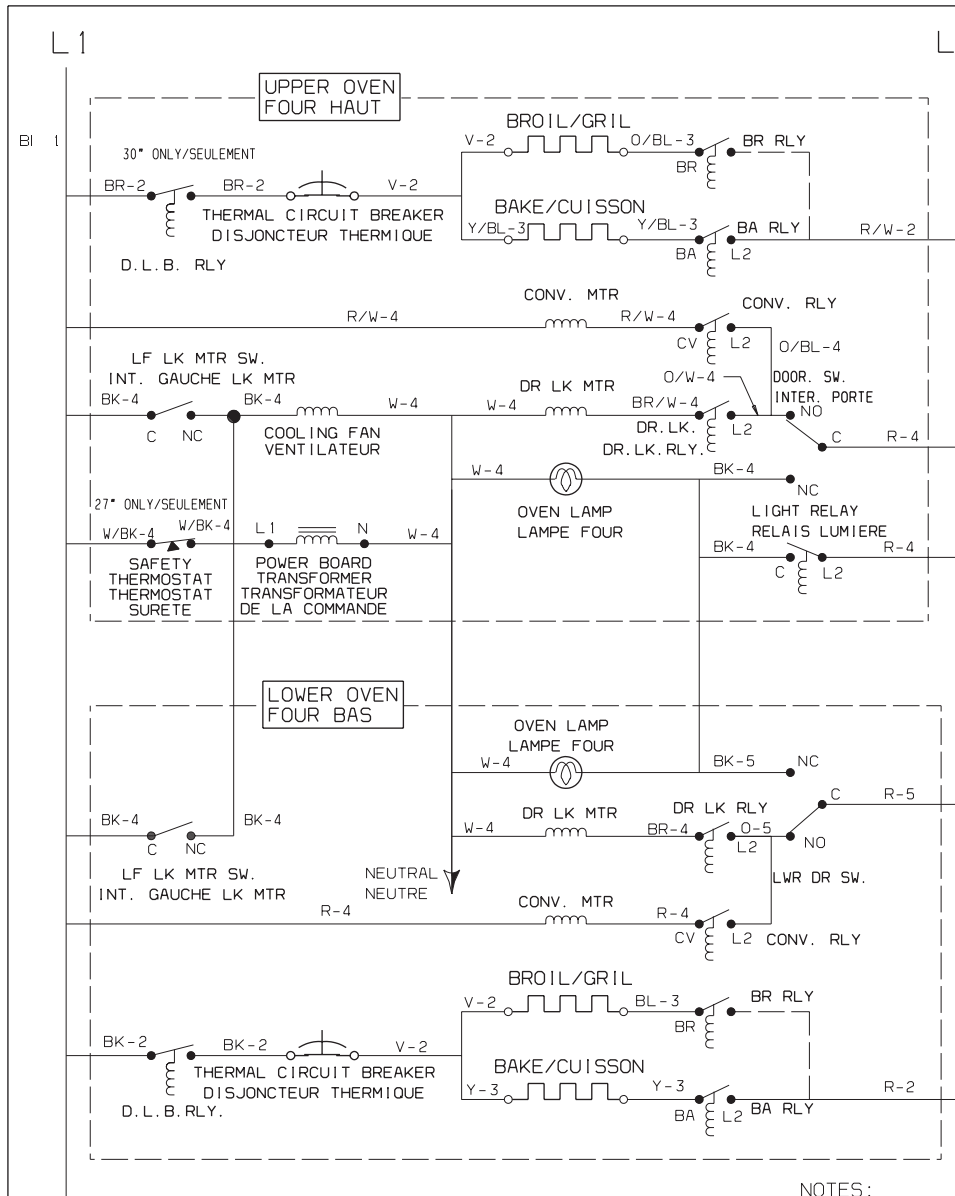 L1
L
UPPER OVEN
FOUR HAUT
BI 1
30" ONLY/SEULEMENT
BR-2
BR-2
V-2
THERMAL CIRCUIT BREAKER
DISJONCTEUR THERMIQUE
D.L.B. RLY
BROIL/GRIL
V-2
O/BL-3
BR RLY
BR
BAKE/CUISSON
Y/BL-3
Y/BL-3
BA RLY
BA
L2
R/W-2
CONV. MTR
CONV. RLY
R/W-4
R/W-4
CV
L2
O/BL-4
LF LK MTR SW.
INT. GAUCHE LK MTR
BK-4
BK-4
C
NC
COOLING FAN
VENTILATEUR
W-4
W-4
DR LK MTR
BR/W-4
O/W-4
DR.LK.
DR.LK.RLY.
L2
DOOR. SW.
INTER. PORTE
NO
C
R-4
W-4
BK-4
NC
OVEN LAMP
LAMPE FOUR
LIGHT RELAY
RELAIS LUMIERE
27" ONLY/SEULEMENT
W/BK-4
W/BK-4
L1
N
W-4
SAFETY
THERMOSTAT
THERMOSTAT
SURETE
POWER BOARD
TRANSFORMER
TRANSFORMATEUR
DE LA COMMANDE
BK-4
R-4
C
L2
LOWER OVEN
FOUR BAS
OVEN LAMP
LAMPE FOUR
W-4
BK-5
NC
C
R-5
BK-4
BK-4
C
NC
LF LK MTR SW.
INT. GAUCHE LK MTR
DR LK MTR
W-4
BR-4
DR LK RLY
O-5
L2
NO
NEUTRAL
NEUTRE
LWR DR SW.
CONV. MTR
R-4
R-4
CV
L2
CONV. RLY
BROIL/GRIL
V-2
BL-3
BR RLY
BR
BK-2
BK-2
V-2
THERMAL CIRCUIT BREAKER
DISJONCTEUR THERMIQUE
D.L.B.RLY.
BAKE/CUISSON
Y-3
Y-3
BA
L2
BA RLY
R-2
NOTES: